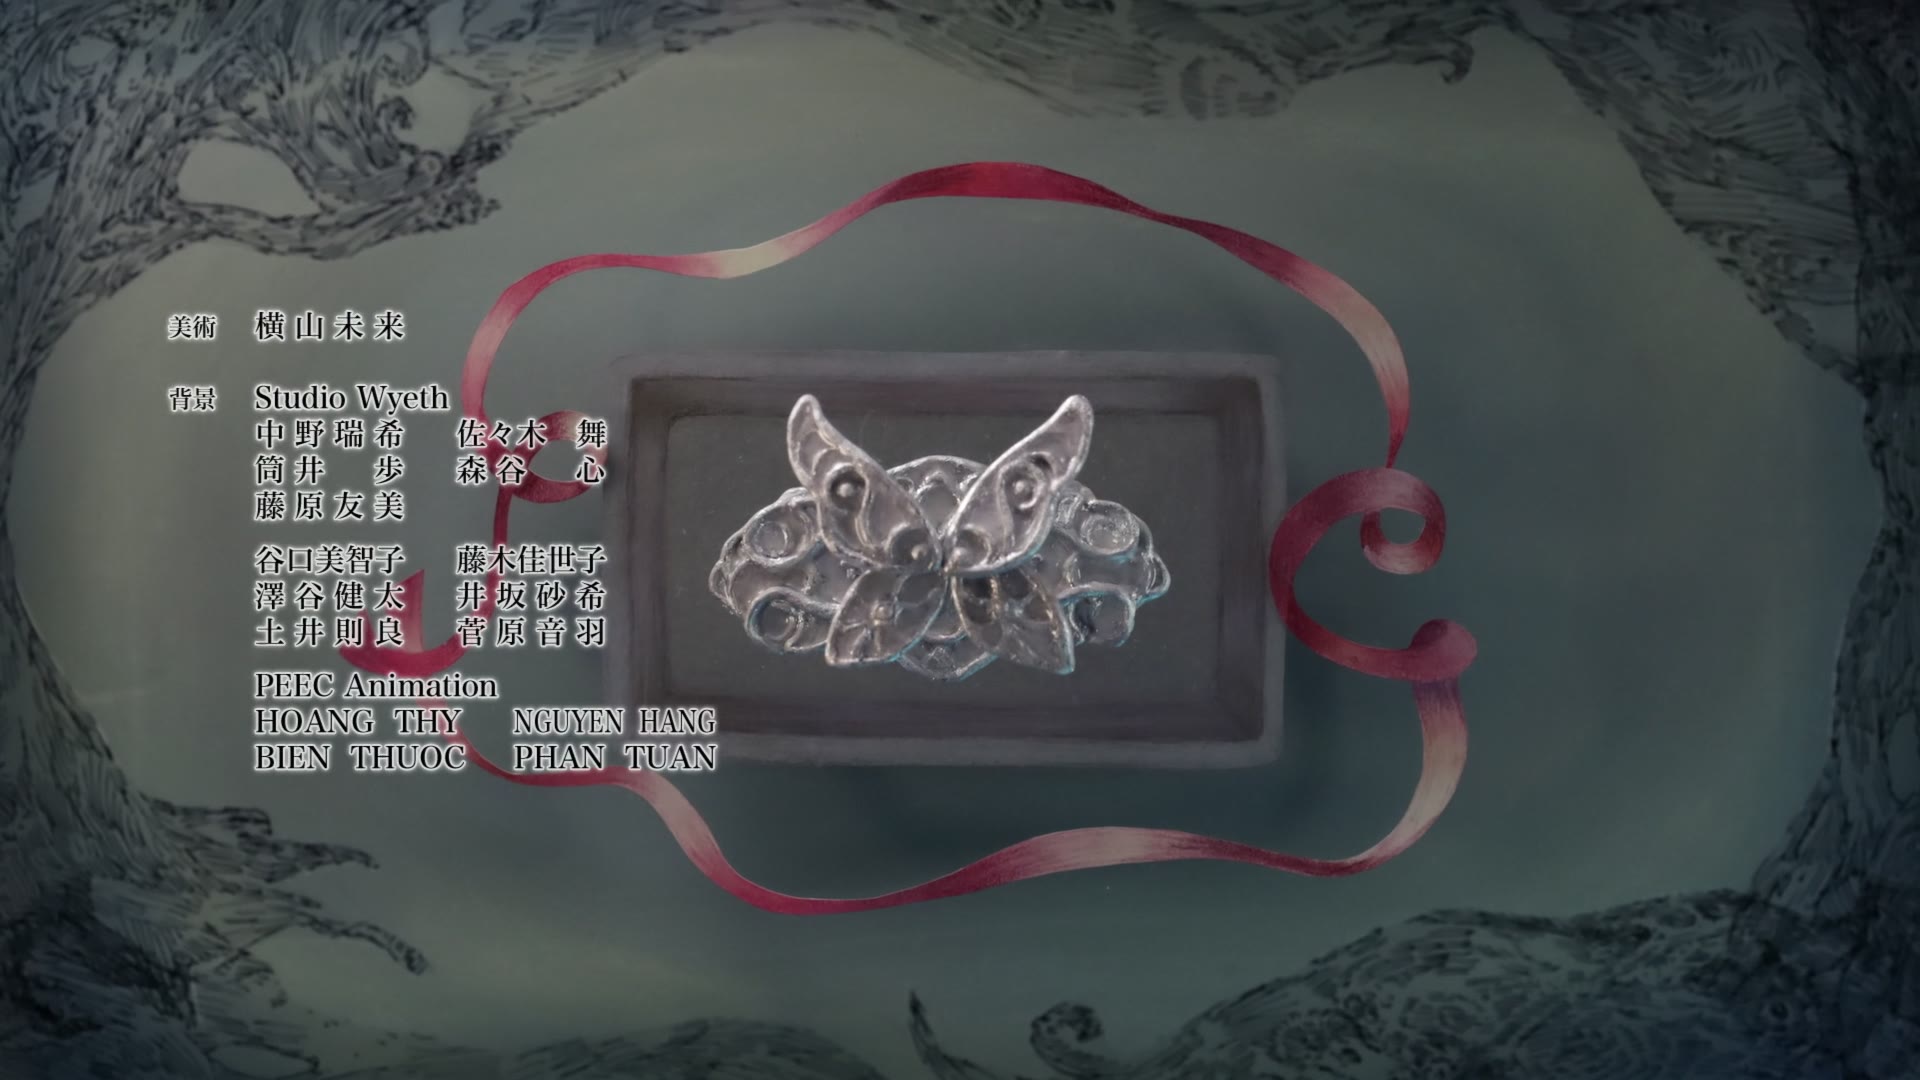 美術 横山未来
背景 Studio Wyeth
中野瑞希 佐々木 舞
筒井 歩 森谷 心
藤原友美
谷口美智子 藤木佳世子
澤谷健太 井坂砂希
土井則良 菅原音羽
PEEC Animation
HOANG THY NGUYEN HANG
BIEN THUOC PHAN TUAN